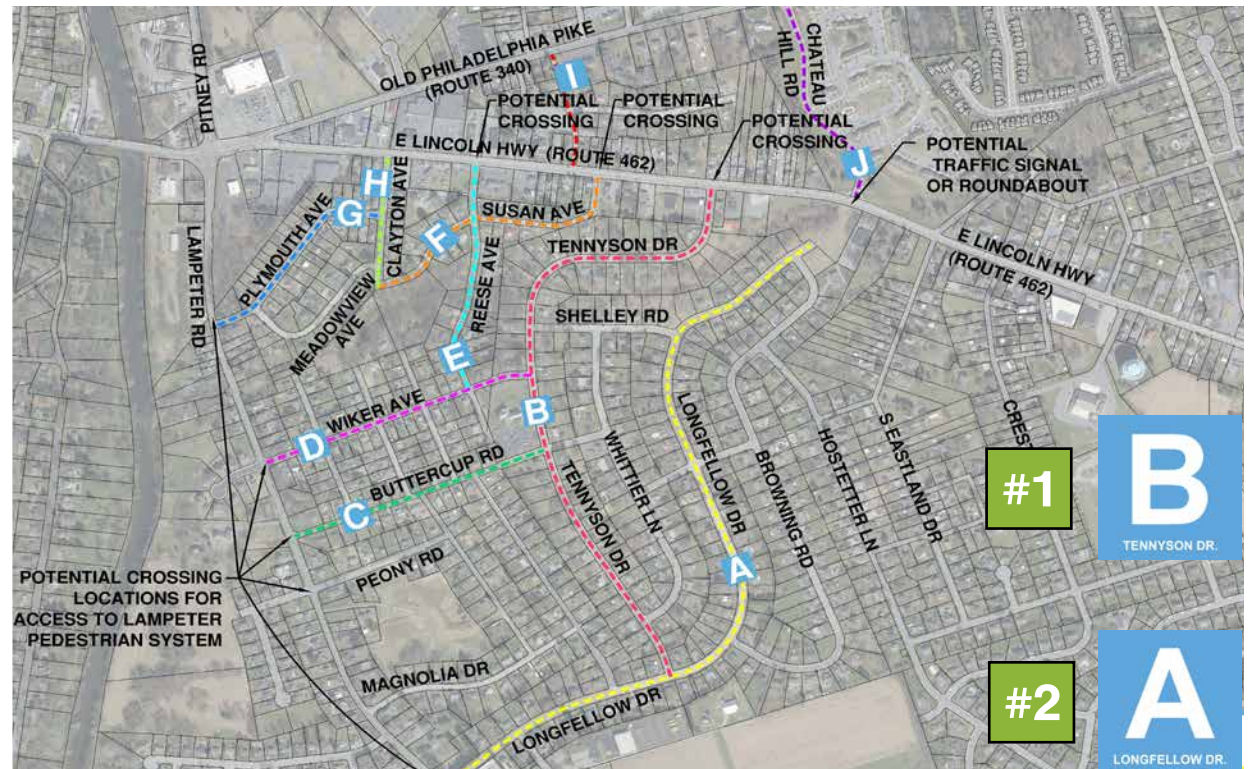 PITNEY RD
OLD PHILADELPHIA PIKE
(ROUTE 340)
CHATEAU
HILL RD
I
POTENTIAL
CROSSING
POTENTIAL
CROSSING
POTENTIAL
CROSSING
E LINCOLN HWY (ROUTE 462)
J
POTENTIAL
TRAFFIC SIGNAL
OR ROUNDABOUT
H
G
PLYMOUTH AVE
CLAYTON AVE
F
SUSAN AVE
LAMPETER RD
MEADOWVIEW
AVE
REESE AVE
TENNYSON DR
E LINCOLN HWY
(ROUTE 462)
SHELLEY RD
E
D
WIKER AVE
B
LONGFELLOW DR
C
BUTTERCUP RD
TENNYSON DR
WHITTIER LN
BROWNING RD
HOSTETTER LN
S EASTLAND DR
CREST
PEONY RD
A
POTENTIAL CROSSING
LOCATIONS FOR
ACCESS TO LAMPETER
PEDESTRIAN SYSTEM
MAGNOLIA DR
LONGFELLOW DR
#1
B
TENNYSON DR.
#2
A
LONGFELLOW DR.